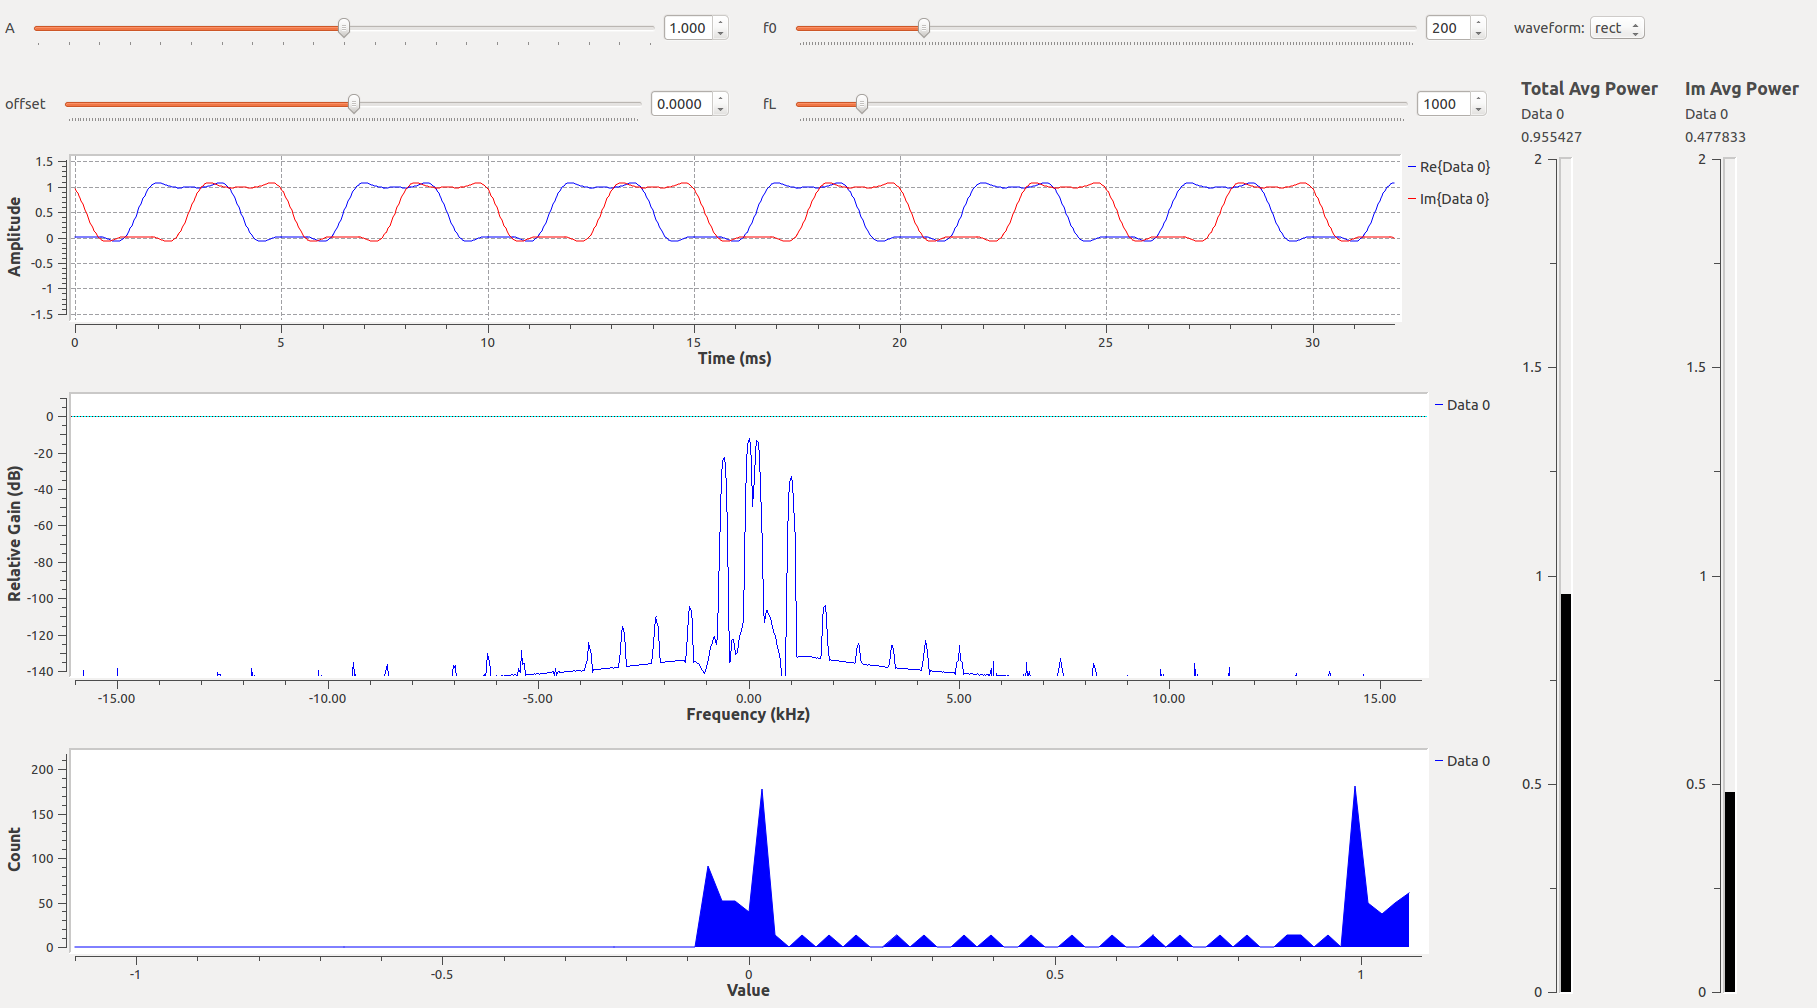 A 1.000 f0 200 waveform: rect
offset 0.0000 fL 1000
Total Avg Power
Data 0
0.955427
2
1.5
1
0.5
0
Im Avg Power
Data 0
0.477833
2
1.5
1
0.5
0
Amplitude
1.5
1
0.5
0
-0.5
-1
-1.5
0 5 10 15 20 25 30
Time (ms)
Re{Data 0}
Im{Data 0}
Relative Gain (dB)
0
-20
-40
-60
-80
-100
-120
-140
-15.00 -10.00 -5.00 0.00 5.00 10.00 15.00
Frequency (kHz)
Data 0
Count
200
150
100
50
0
-1 -0.5 0 0.5 1
Value
Data 0